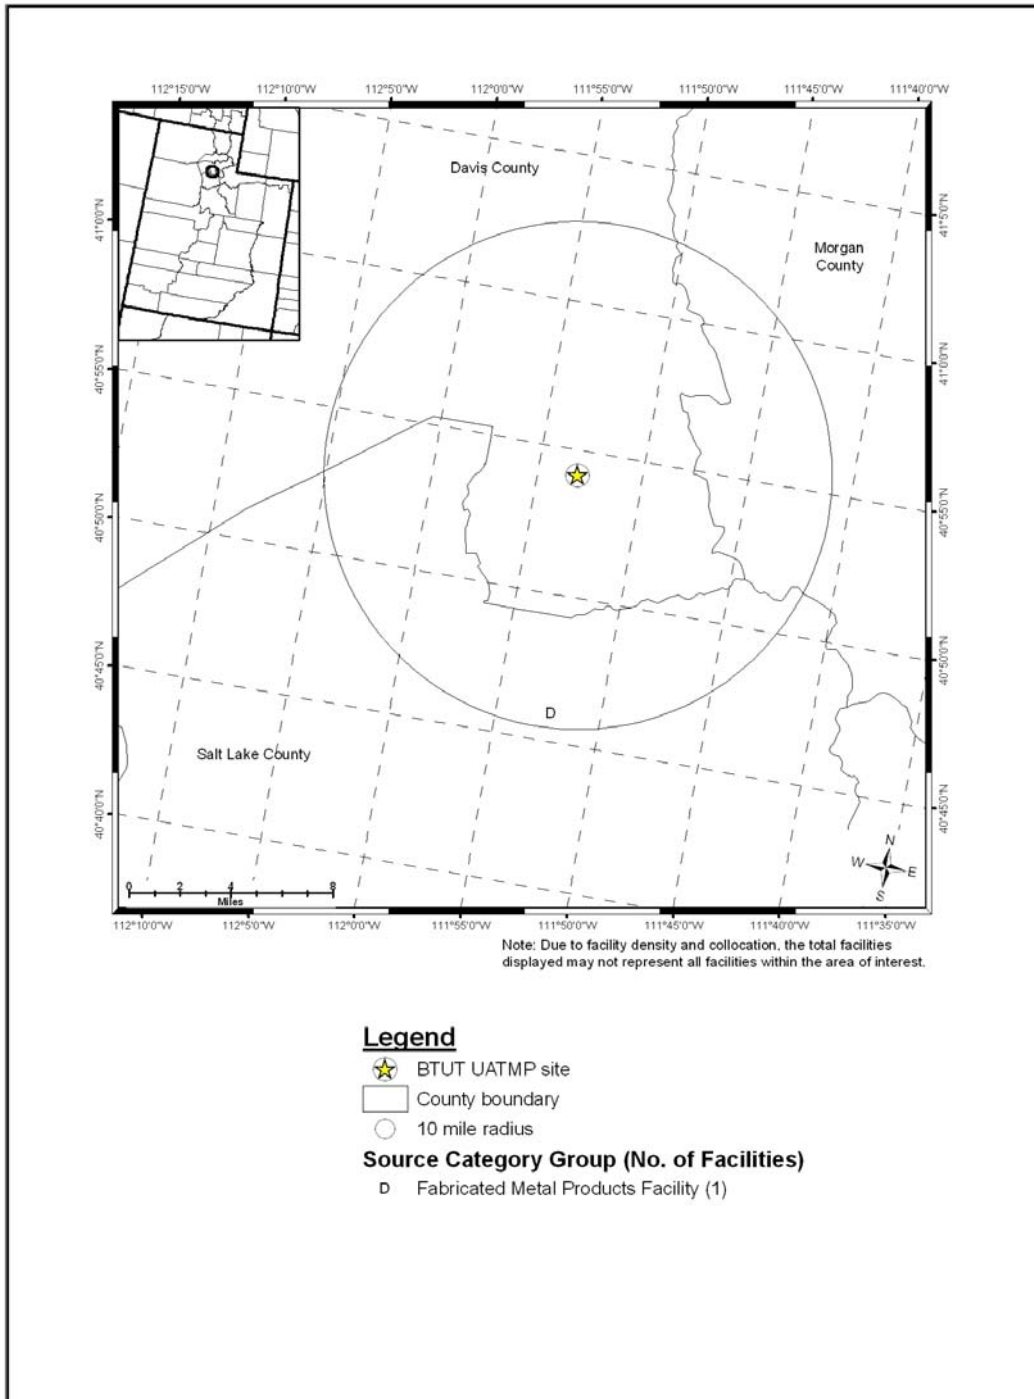 112°15'0"W 112°10'0"W 112°5'0"W 112°0'0"W 111°55'0"W 111°50'0"W 111°45'0"W 111°40'0"W
Davis County
Morgan
County
41°0'0"N
40°55'0"N
40°50'0"N
40°45'0"N
40°40'0"N
41°5'0"N
41°0'0"N
40°55'0"N
40°50'0"N
40°45'0"N
D
Salt Lake County
N
W E
S
0 2 4 8
Miles
112°10'0"W 112°5'0"W 112°0'0"W 111°55'0"W 111°50'0"W 111°45'0"W 111°40'0"W 111°35'0"W
Note: Due to facility density and collocation, the total facilities
displayed may not represent all facilities within the area of interest.
Legend
BTUT UATMP site
County boundary
10 mile radius
Source Category Group (No. of Facilities)
D Fabricated Metal Products Facility (1)